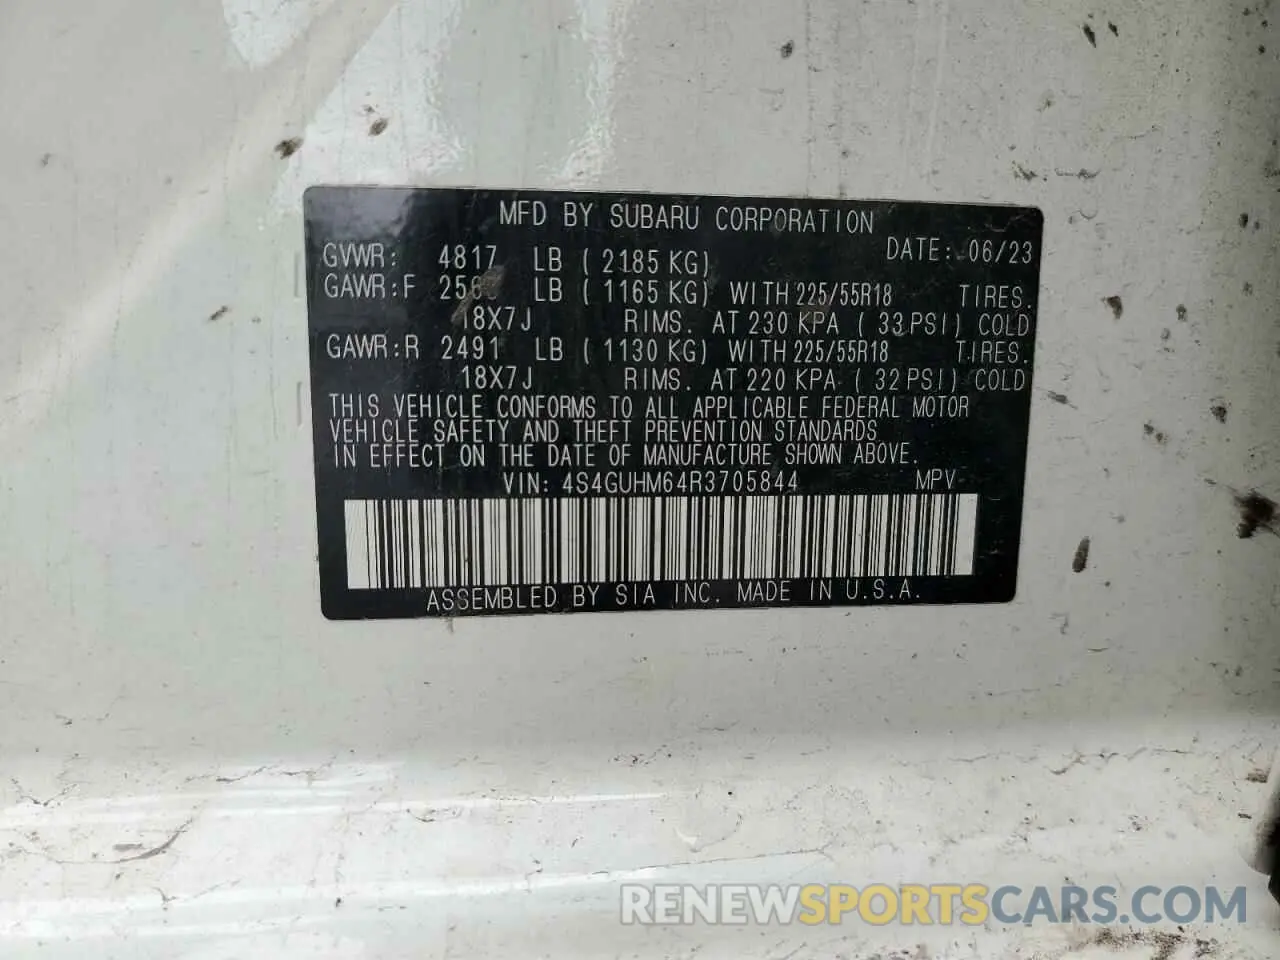 MFD BY SUBARU CORPORATION
DATE: 06/23
GVWR: 4817 LB (2185 KG)
GAWR:F LB (1165 KG) WITH 225/55R18 TIRES.
18X7J RIMS. AT 230 KPA (33 PSI) COLD
GAWR:R 2491 LB (1130 KG) WITH 225/55R18 TIRES.
18X7J RIMS. AT 220 KPA (32 PSI) COLD
THIS VEHICLE CONFORMS TO ALL APPLICABLE FEDERAL MOTOR
VEHICLE SAFETY AND THEFT PREVENTION STANDARDS
IN EFFECT ON THE DATE OF MANUFACTURE SHOWN ABOVE.
VIN: 4S4GUHM64R3705844 MPV
ASSEMBLED BY SIA INC. MADE IN U.S.A.
RENEWSPORTSCARS.COM